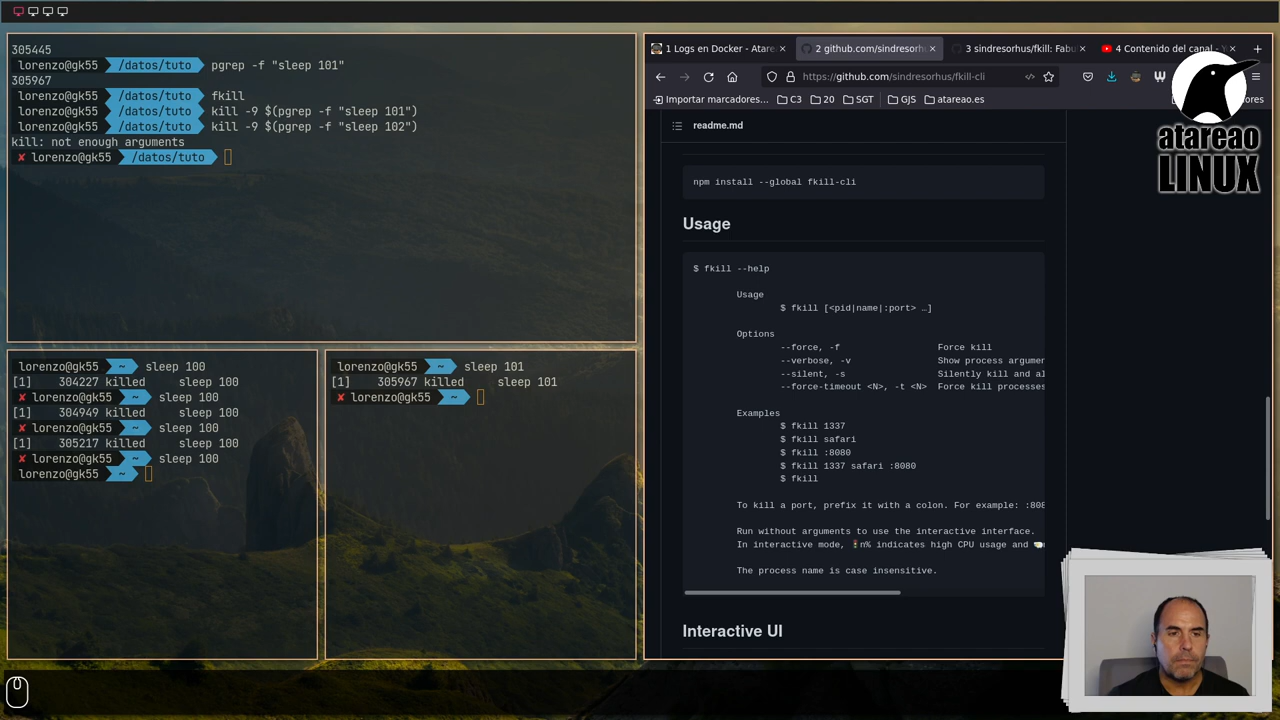 305445
lorenzo@gk55 /datos/tuto pgrep -f "sleep 101"
305967
lorenzo@gk55 /datos/tuto fkill
lorenzo@gk55 /datos/tuto kill -9 $(pgrep -f "sleep 101")
lorenzo@gk55 /datos/tuto kill -9 $(pgrep -f "sleep 102")
kill: not enough arguments
✘ lorenzo@gk55 /datos/tuto
lorenzo@gk55 ~ sleep 100
[1] 304227 killed sleep 100
✘ lorenzo@gk55 ~ sleep 100
[1] 304949 killed sleep 100
✘ lorenzo@gk55 ~ sleep 100
[1] 305217 killed sleep 100
✘ lorenzo@gk55 ~ sleep 100
lorenzo@gk55 ~
lorenzo@gk55 ~ sleep 101
[1] 305967 killed sleep 101
✘ lorenzo@gk55 ~
1 Logs en Docker - Atare
2 github.com/sindresorh
3 sindresorhus/fkill: Fabu
4 Contenido del canal - Y
https://github.com/sindresorhus/fkill-cli
Importar marcadores... C3 20 SGT GJS atareao.es
atareao
LINUX
readme.md
npm install --global fkill-cli
Usage
$ fkill --help
Usage
$ fkill [<pid|name|:port> …]
Options
--force, -f Force kill
--verbose, -v Show process argumen
--silent, -s Silently kill and al
--force-timeout <N>, -t <N> Force kill processes
Examples
$ fkill 1337
$ fkill safari
$ fkill :8080
$ fkill 1337 safari :8080
$ fkill
To kill a port, prefix it with a colon. For example: :808
Run without arguments to use the interactive interface.
In interactive mode, 🚦n% indicates high CPU usage and
The process name is case insensitive.
Interactive UI